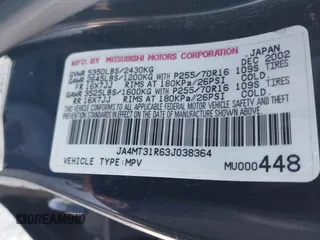 MFD. BY MITSUBISHI MOTORS CORPORATION JAPAN
GVWR 5350LBS/2430KG DEC 2002
GAWR 2645LBS/1200KG WITH P255/70R16 109S TIRES
FR 16X7JJ RIMS AT 180KPA/26PSI COLD.
GAWR 3525LBS/1600KG WITH P255/70R16 109S TIRES
RR 16X7JJ RIMS AT 180KPa/26PSI COLD.
THIS VEHICLE CONFORMS TO ALL APPLICABLE FEDERAL MOTOR VEHICLE SAFETY AND THEFT PREVENTION STANDARDS IN EFFECT ON THE DATE OF MANUFACTURE SHOWN ABOVE.
JA4MT31R63J038364
VEHICLE TYPE:MPV
MU000448
DREAMBID